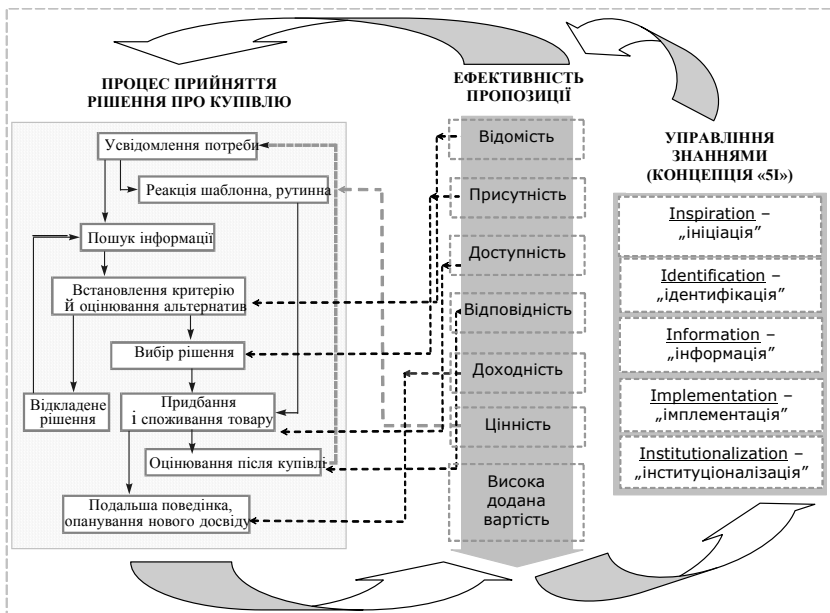 ПРОЦЕС ПРИЙНЯТТЯ
РІШЕННЯ ПРО КУПІВЛЮ
Усвідомлення потреби
Реакція шаблонна, рутинна
Пошук інформації
Встановлення критерію
й оцінювання альтернатив
Вибір рішення
Відкладене
рішення
Придбання
і споживання товару
Оцінювання після купівлі
Подальша поведінка,
опанування нового досвіду
ЕФЕКТИВНІСТЬ
ПРОПОЗИЦІЇ
Відомість
Присутність
Доступність
Відповідність
Доходність
Цінність
Висока
додана
вартість
УПРАВЛІННЯ
ЗНАННЯМИ
(КОНЦЕПЦІЯ «5І»)
Inspiration –
„ініціація”
Identification –
„ідентифікація”
Information –
„інформація”
Implementation –
„імплементація”
Institutionalization –
„інституціоналізація”